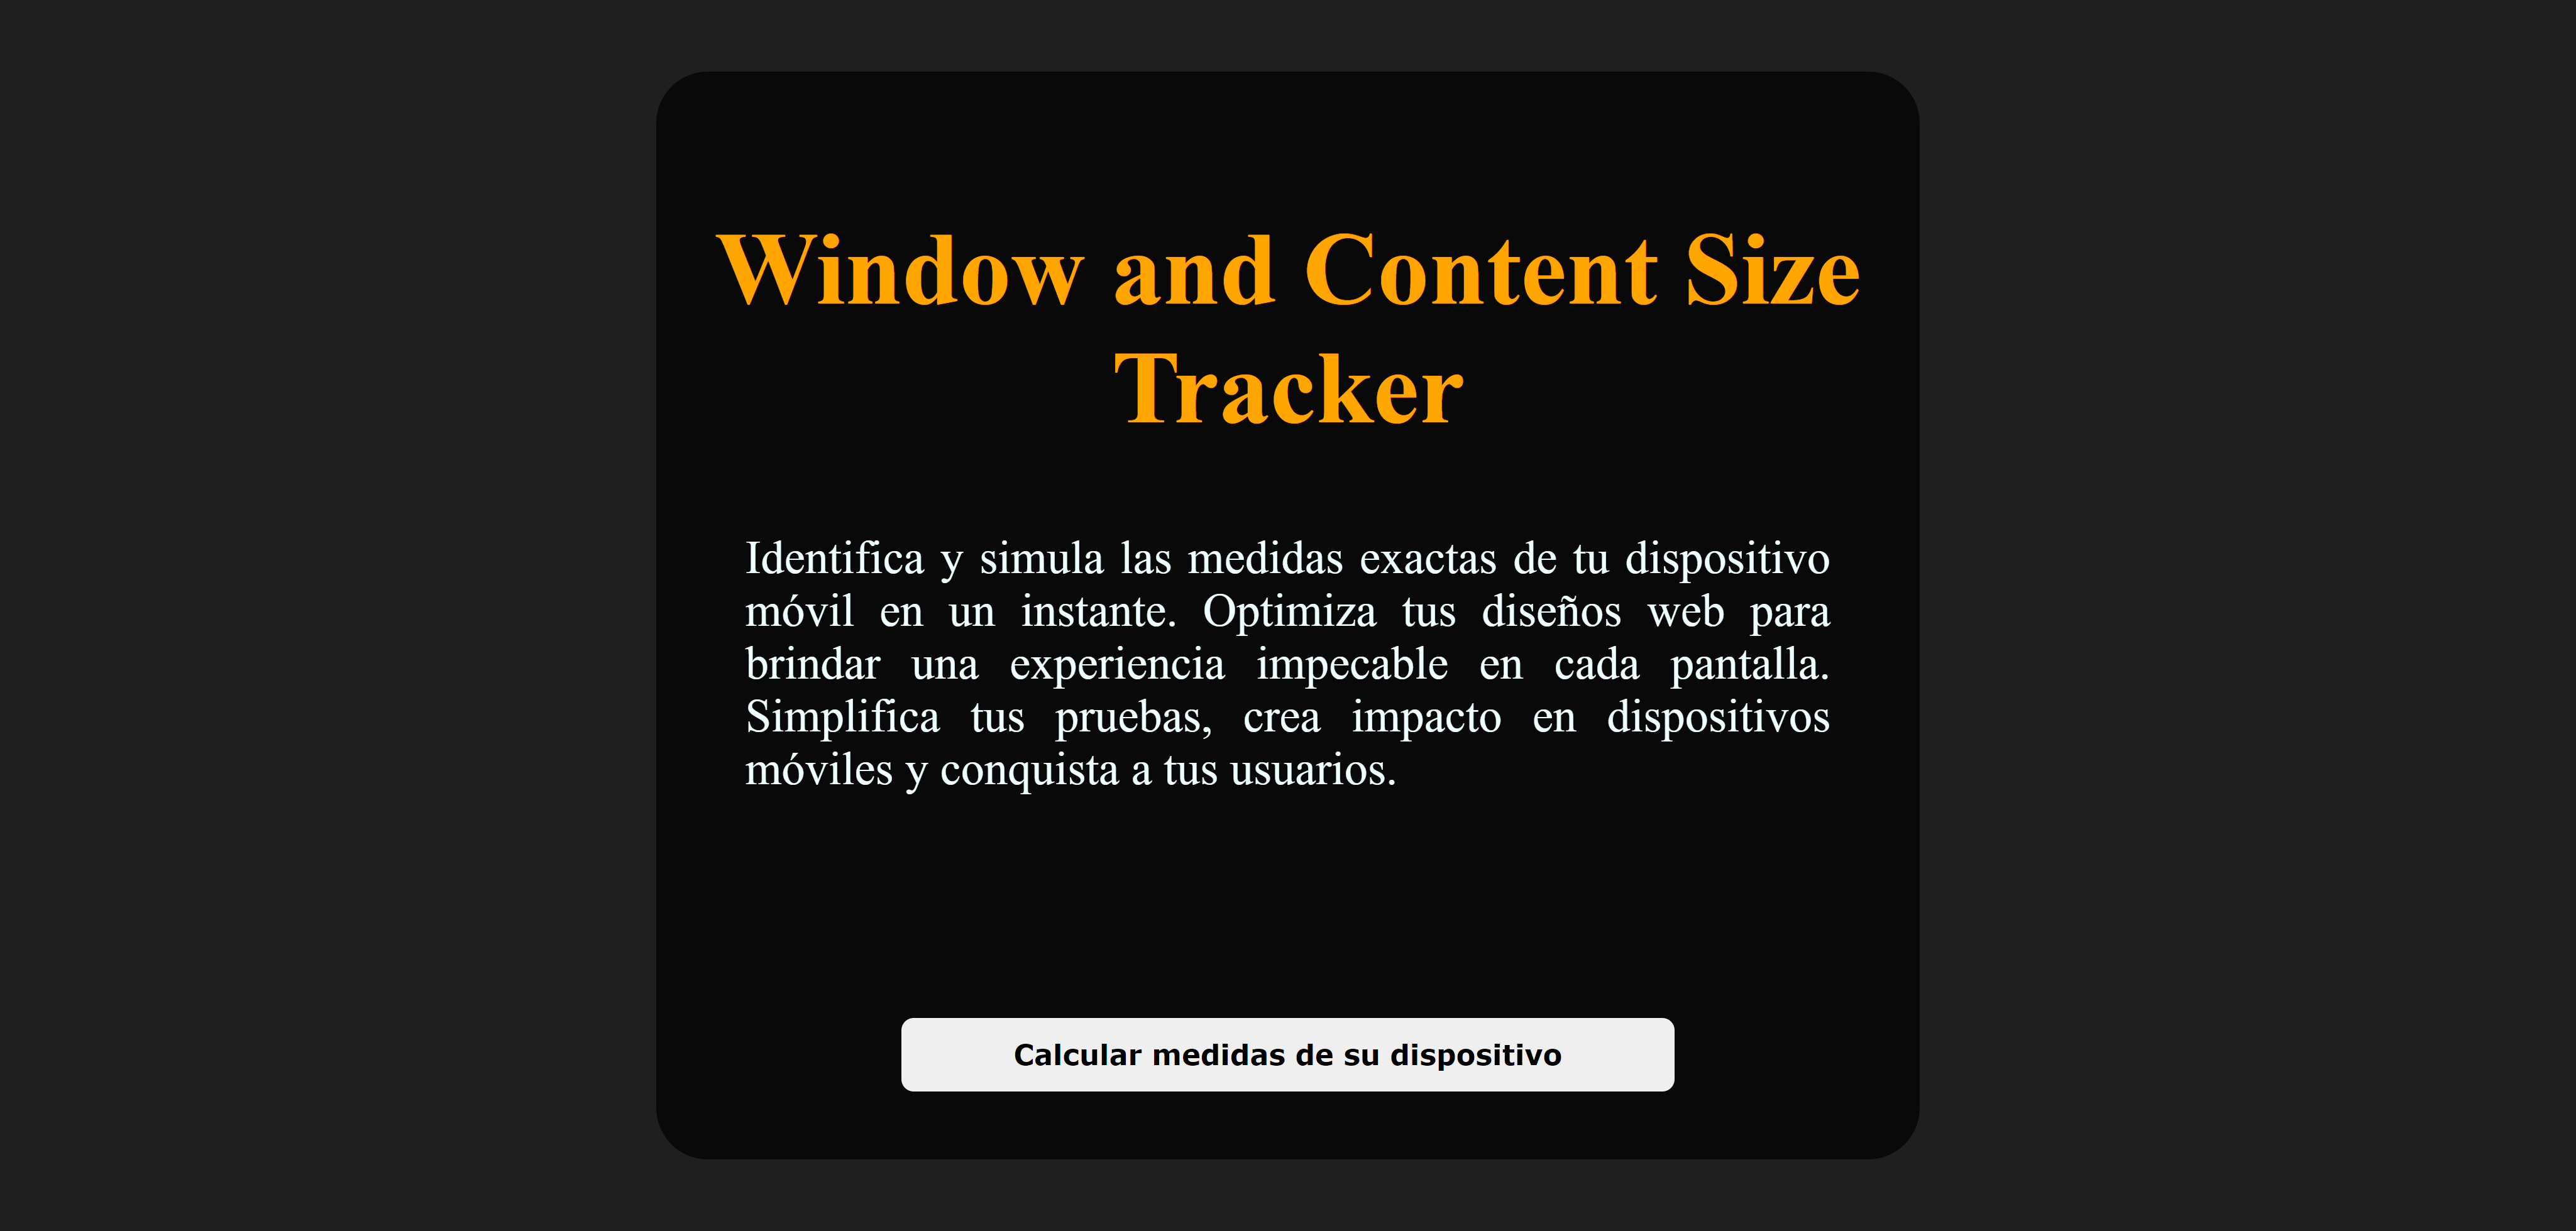 Window and Content Size
Tracker
Identifica y simula las medidas exactas de tu dispositivo
móvil en un instante. Optimiza tus diseños web para
brindar una experiencia impecable en cada pantalla.
Simplifica tus pruebas, crea impacto en dispositivos
móviles y conquista a tus usuarios.
Calcular medidas de su dispositivo